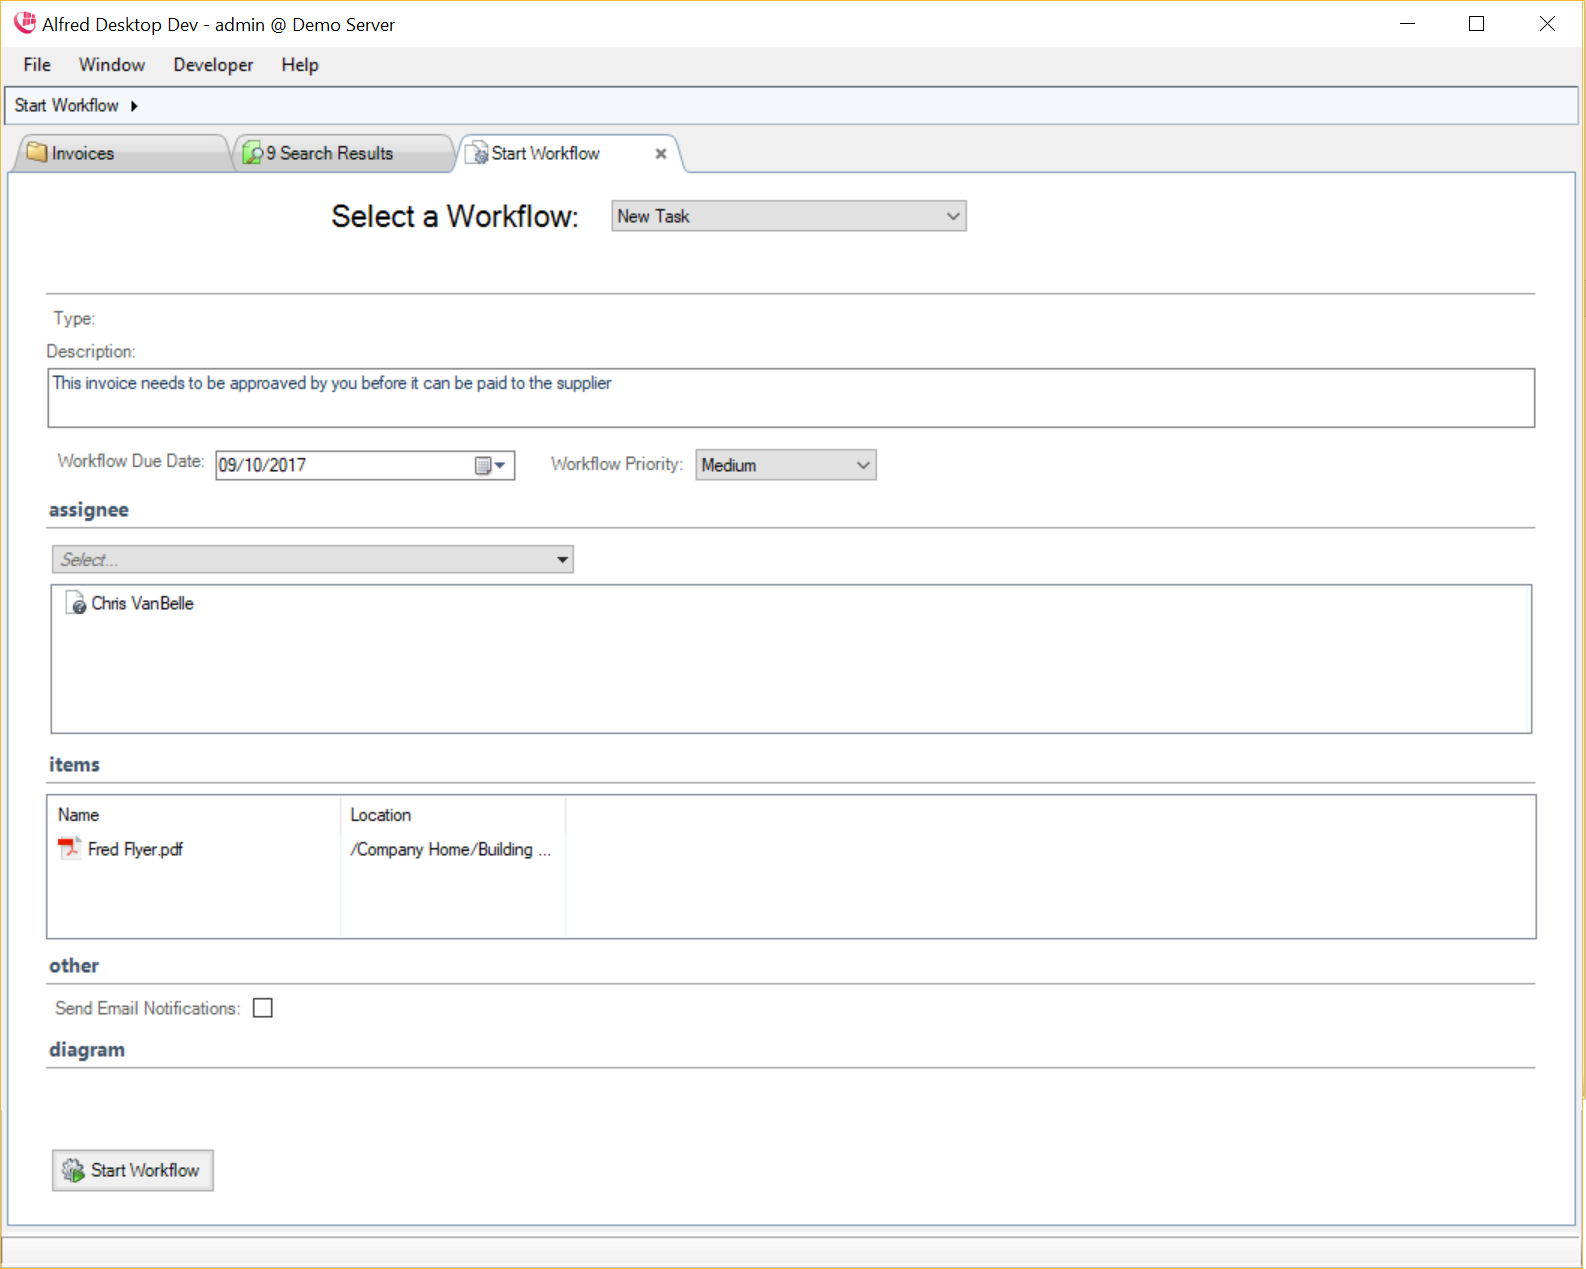 Alfred Desktop Dev - admin @ Demo Server
File Window Developer Help
Start Workflow
Invoices 9 Search Results Start Workflow
Select a Workflow: New Task
Type:
Description:
This invoice needs to be approaved by you before it can be paid to the supplier
Workflow Due Date: 09/10/2017 Workflow Priority: Medium
assignee
Select...
Chris VanBelle
items
Name Location
Fred Flyer.pdf /Company Home/Building ...
other
Send Email Notifications:
diagram
Start Workflow